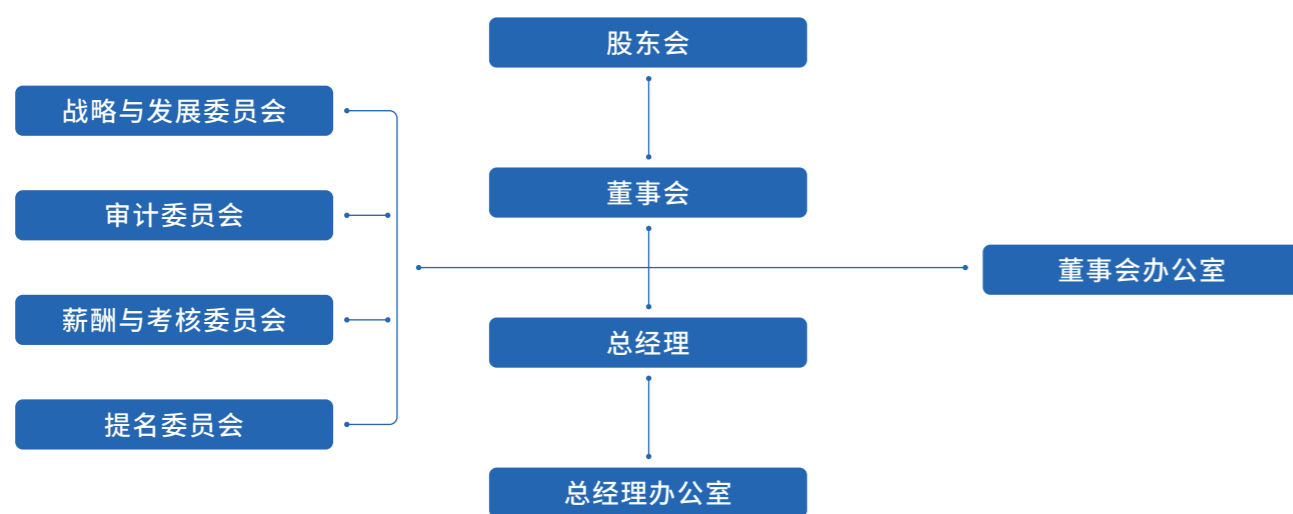 股东会
战略与发展委员会
董事会
审计委员会
董事会办公室
薪酬与考核委员会
总经理
提名委员会
总经理办公室